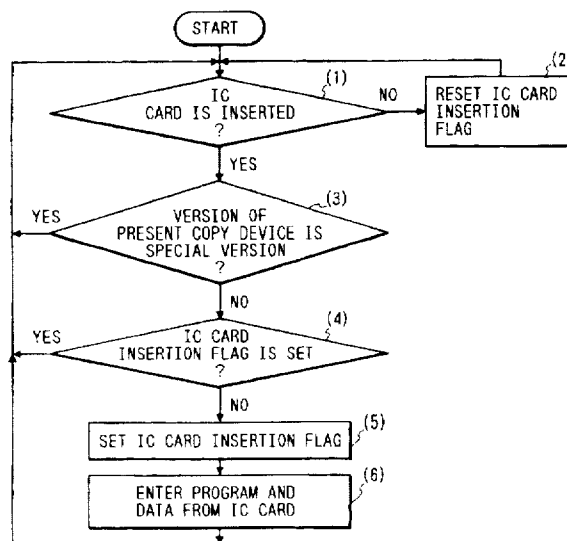 START
(1)
IC
CARD IS INSERTED
?
NO
(2)
RESET IC CARD
INSERTION
FLAG
YES
(3)
YES
VERSION OF
PRESENT COPY DEVICE IS
SPECIAL VERSION
?
NO
(4)
YES
IC CARD
INSERTION FLAG IS SET
?
NO
(5)
SET IC CARD INSERTION FLAG
(6)
ENTER PROGRAM AND
DATA FROM IC CARD